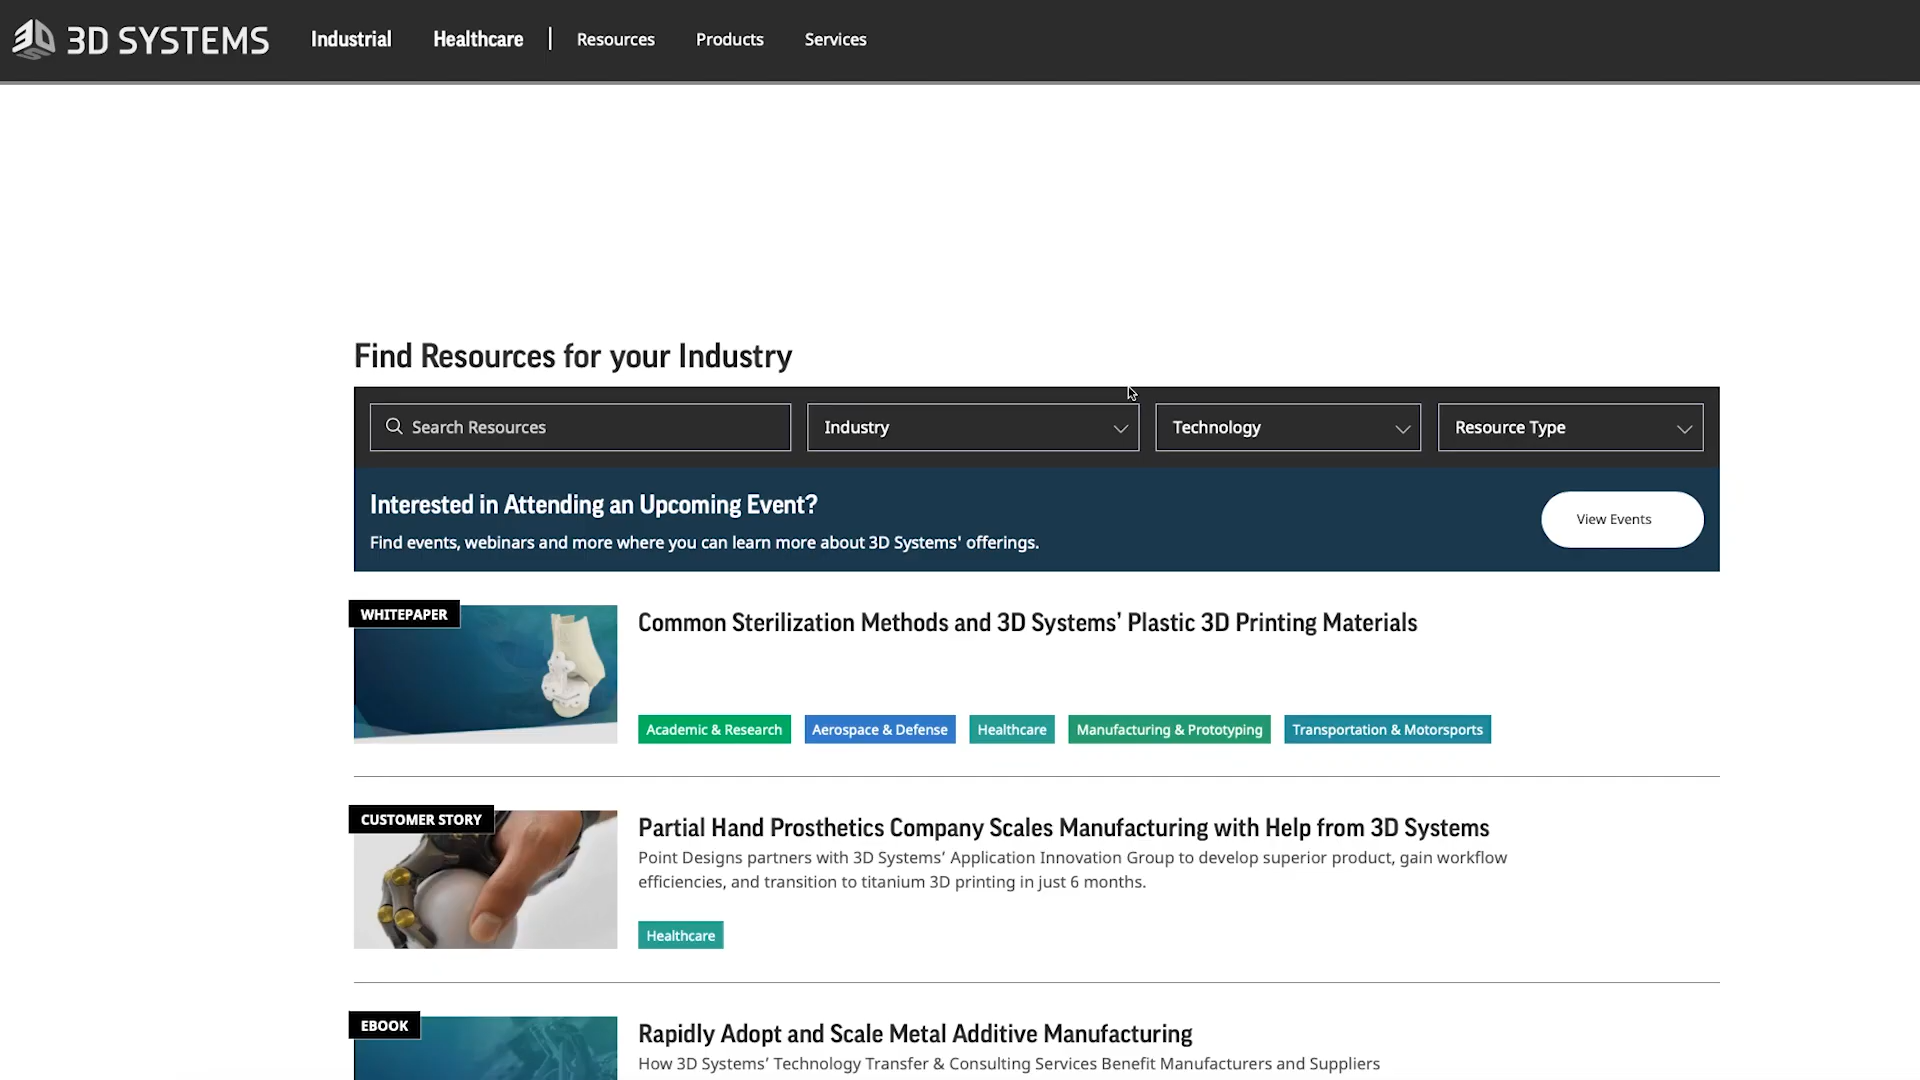 3D SYSTEMS Industrial Healthcare Resources Products Services
Find Resources for your Industry
Search Resources Industry Technology Resource Type
Interested in Attending an Upcoming Event?
Find events, webinars and more where you can learn more about 3D Systems' offerings.
View Events
WHITEPAPER
Common Sterilization Methods and 3D Systems’ Plastic 3D Printing Materials
Academic & Research Aerospace & Defense Healthcare Manufacturing & Prototyping Transportation & Motorsports
CUSTOMER STORY
Partial Hand Prosthetics Company Scales Manufacturing with Help from 3D Systems
Point Designs partners with 3D Systems’ Application Innovation Group to develop superior product, gain workflow
efficiencies, and transition to titanium 3D printing in just 6 months.
Healthcare
EBOOK
Rapidly Adopt and Scale Metal Additive Manufacturing
How 3D Systems’ Technology Transfer & Consulting Services Benefit Manufacturers and Suppliers